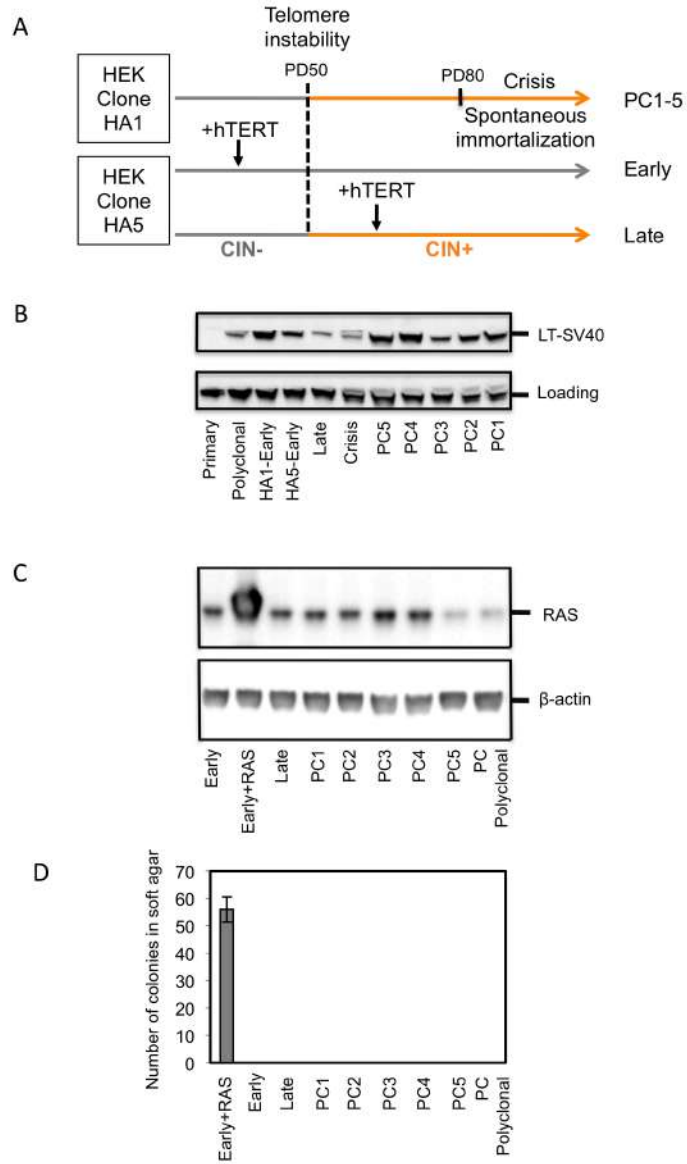 A
Telomere
instability
HEK
Clone
HA1
PD50
PD80
Crisis
Spontaneous
immortalization
PC1-5
+hTERT
Early
HEK
Clone
HA5
+hTERT
CIN-
CIN+
Late
B
LT-SV40
Loading
Primary
Polyclonal
HA1-Early
HA5-Early
Late
Crisis
PC5
PC4
PC3
PC2
PC1
C
RAS
β-actin
Early
Early+RAS
Late
PC1
PC2
PC3
PC4
PC5
PC
Polyclonal
D
Number of colonies in soft agar
70
60
50
40
30
20
10
0
Early+RAS
Early
Late
PC1
PC2
PC3
PC4
PC5
PC
Polyclonal